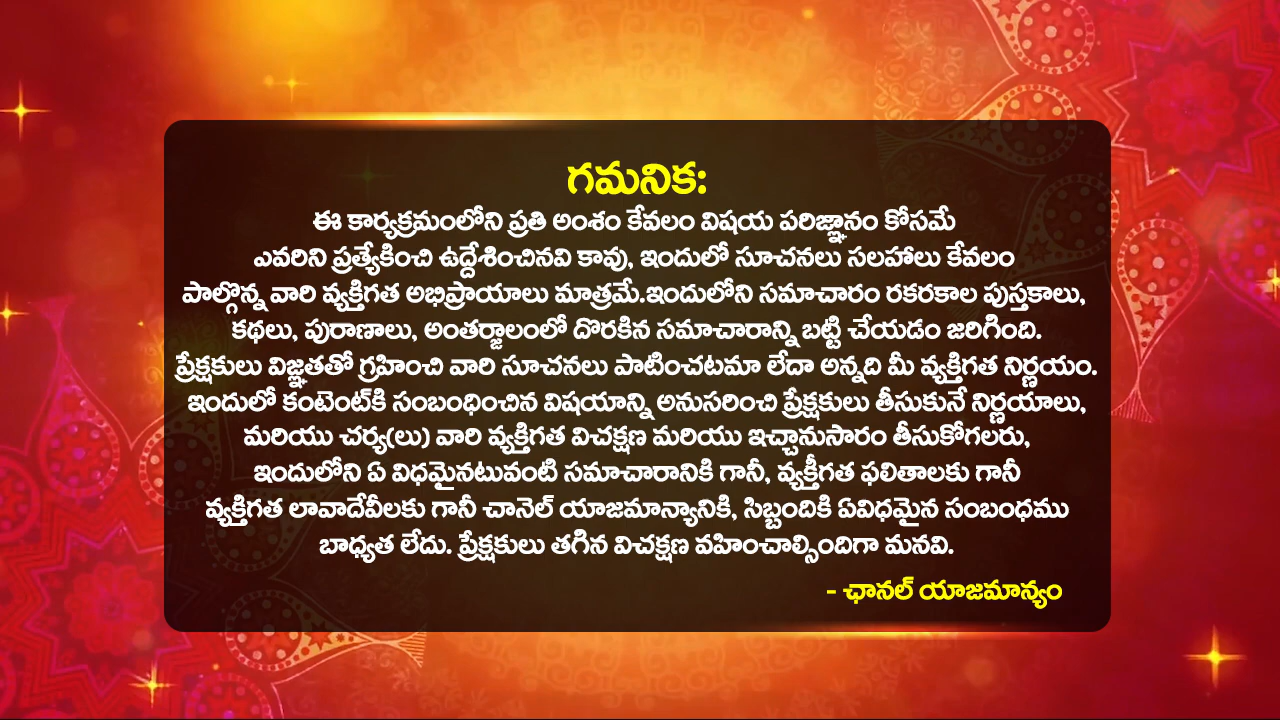 గమనిక:
ఈ కార్యక్రమంలోని ప్రతి అంశం కేవలం విషయ పరిజ్ఞానం కోసమే
ఎవరిని ప్రత్యేకించి ఉద్దేశించినవి కావు, ఇందులో సూచనలు సలహాలు కేవలం
పాల్గొన్న వారి వ్యక్తిగత అభిప్రాయాలు మాత్రమే.ఇందులోని సమాచారం రకరకాల పుస్తకాలు,
కథలు, పురాణాలు, అంతర్జాలంలో దొరకిన సమాచారాన్ని బట్టి చేయడం జరిగింది.
ప్రేక్షకులు విజ్ఞతతో గ్రహించి వారి సూచనలు పాటించటమా లేదా అన్నది మీ వ్యక్తిగత నిర్ణయం.
ఇందులో కంటెంట్‌కి సంబంధించిన విషయాన్ని అనుసరించి ప్రేక్షకులు తీసుకునే నిర్ణయాలు,
మరియు చర్య(లు) వారి వ్యక్తిగత విచక్షణ మరియు ఇచ్చానుసారం తీసుకోగలరు,
ఇందులోని ఏ విధమైనటువంటి సమాచారానికి గానీ, వ్యక్తీగత ఫలితాలకు గానీ
వ్యక్తిగత లావాదేవీలకు గానీ చానెల్ యాజమాన్యానికి, సిబ్బందికి ఏవిధమైన సంబంధము
బాధ్యత లేదు. ప్రేక్షకులు తగిన విచక్షణ వహించాల్సిందిగా మనవి.
- ఛానల్ యాజమాన్యం